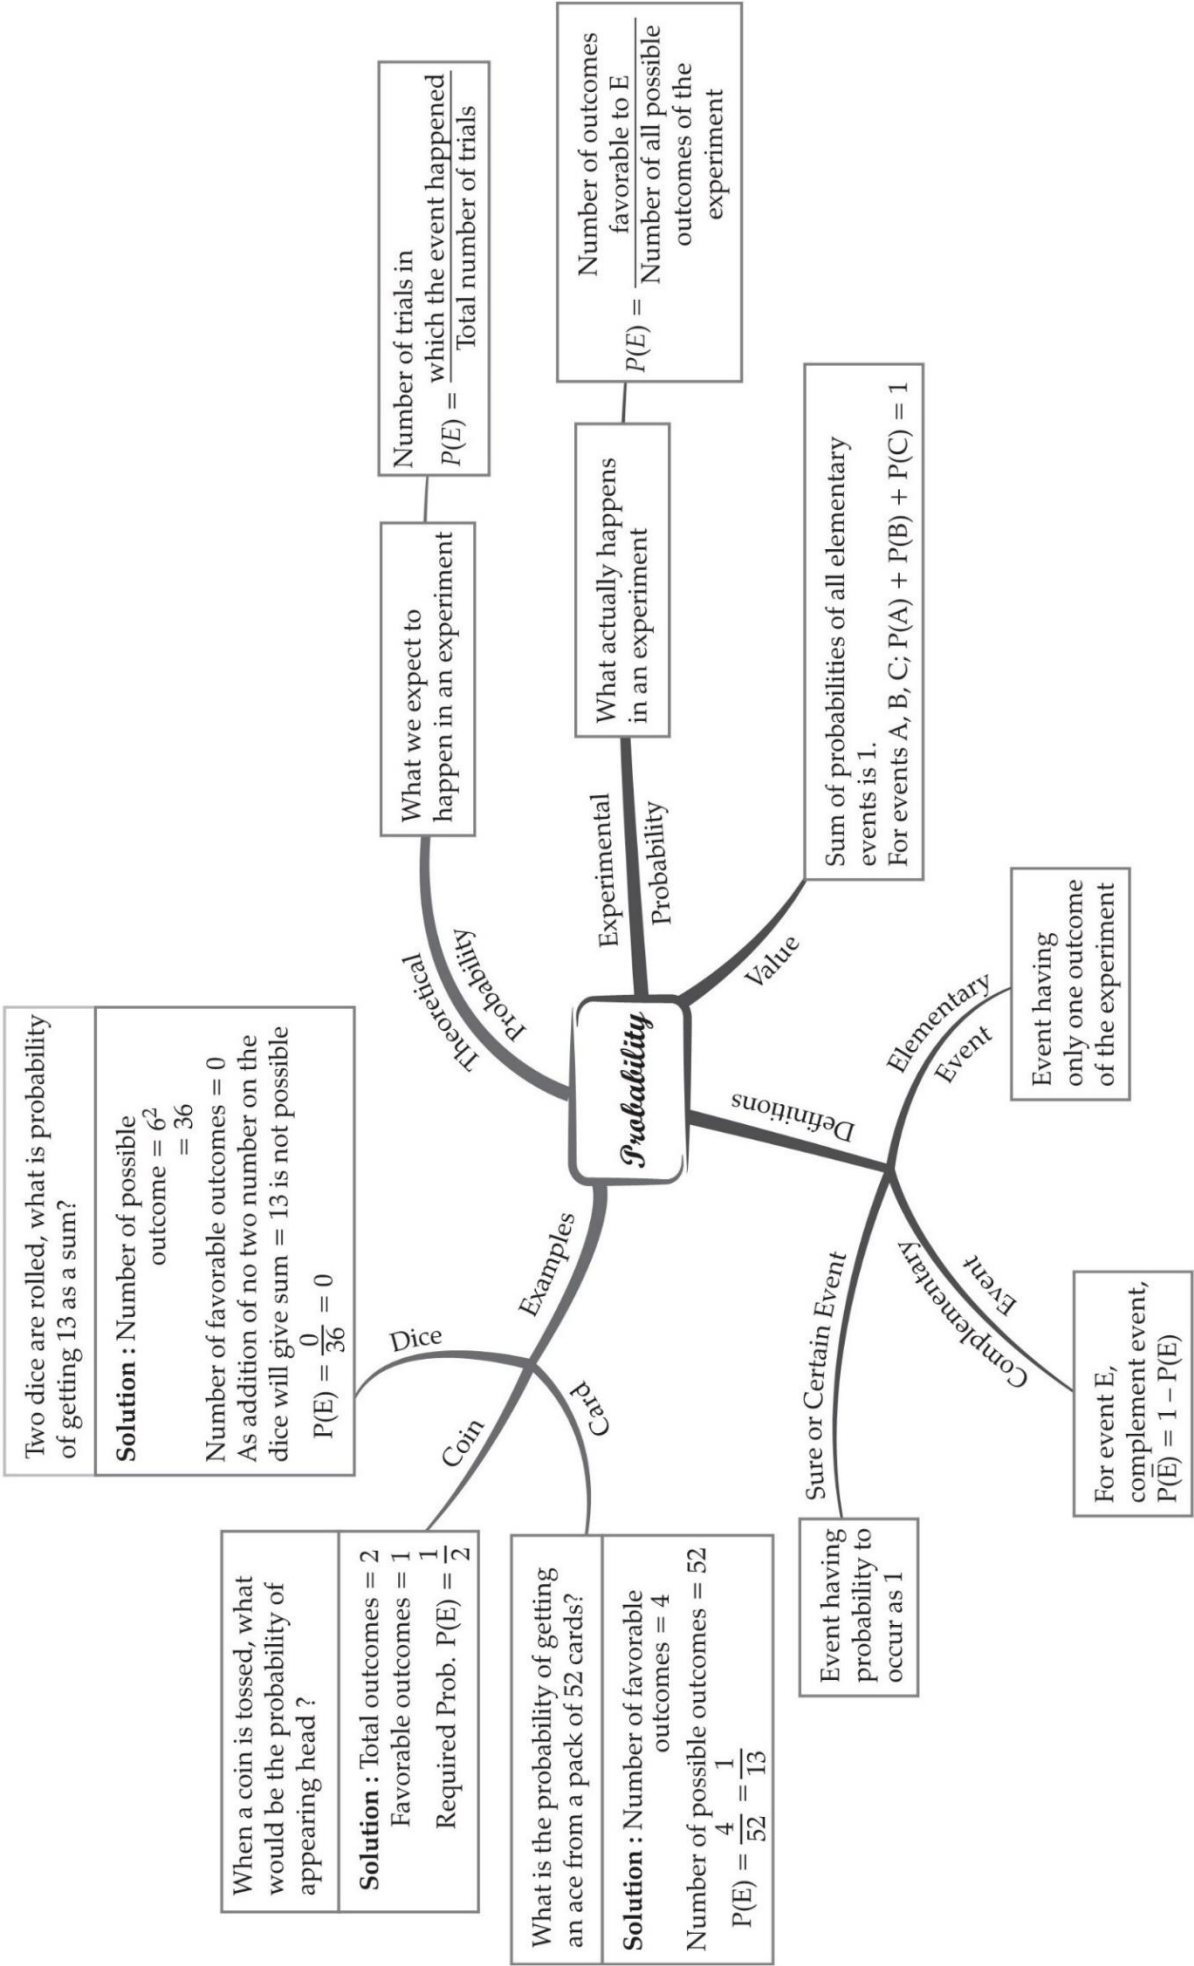 Probability
Theoretical
Probability
What we expect to
happen in an experiment
Number of trials in
P(E) = which the event happened
Total number of trials
Experimental
Probability
What actually happens
in an experiment
Number of outcomes
favorable to E
P(E) =
Number of all possible
outcomes of the
experiment
Value
Sum of probabilities of all elementary
events is 1.
For events A, B, C; P(A) + P(B) + P(C) = 1
Definitions
Elementary
Event
Event having
only one outcome
of the experiment
Complementary
Event
For event E,
complement event,
P(E̅) = 1 – P(E)
Sure or Certain Event
Event having
probability to
occur as 1
Examples
Dice
Two dice are rolled, what is probability
of getting 13 as a sum?
Solution : Number of possible
outcome = 6²
= 36
Number of favorable outcomes = 0
As addition of no two number on the
dice will give sum = 13 is not possible
P(E) = 0/36 = 0
Coin
When a coin is tossed, what
would be the probability of
appearing head ?
Solution : Total outcomes = 2
Favorable outcomes = 1
Required Prob. P(E) = 1/2
Card
What is the probability of getting
an ace from a pack of 52 cards?
Solution : Number of favorable
outcomes = 4
Number of possible outcomes = 52
P(E) = 4/52 = 1/13